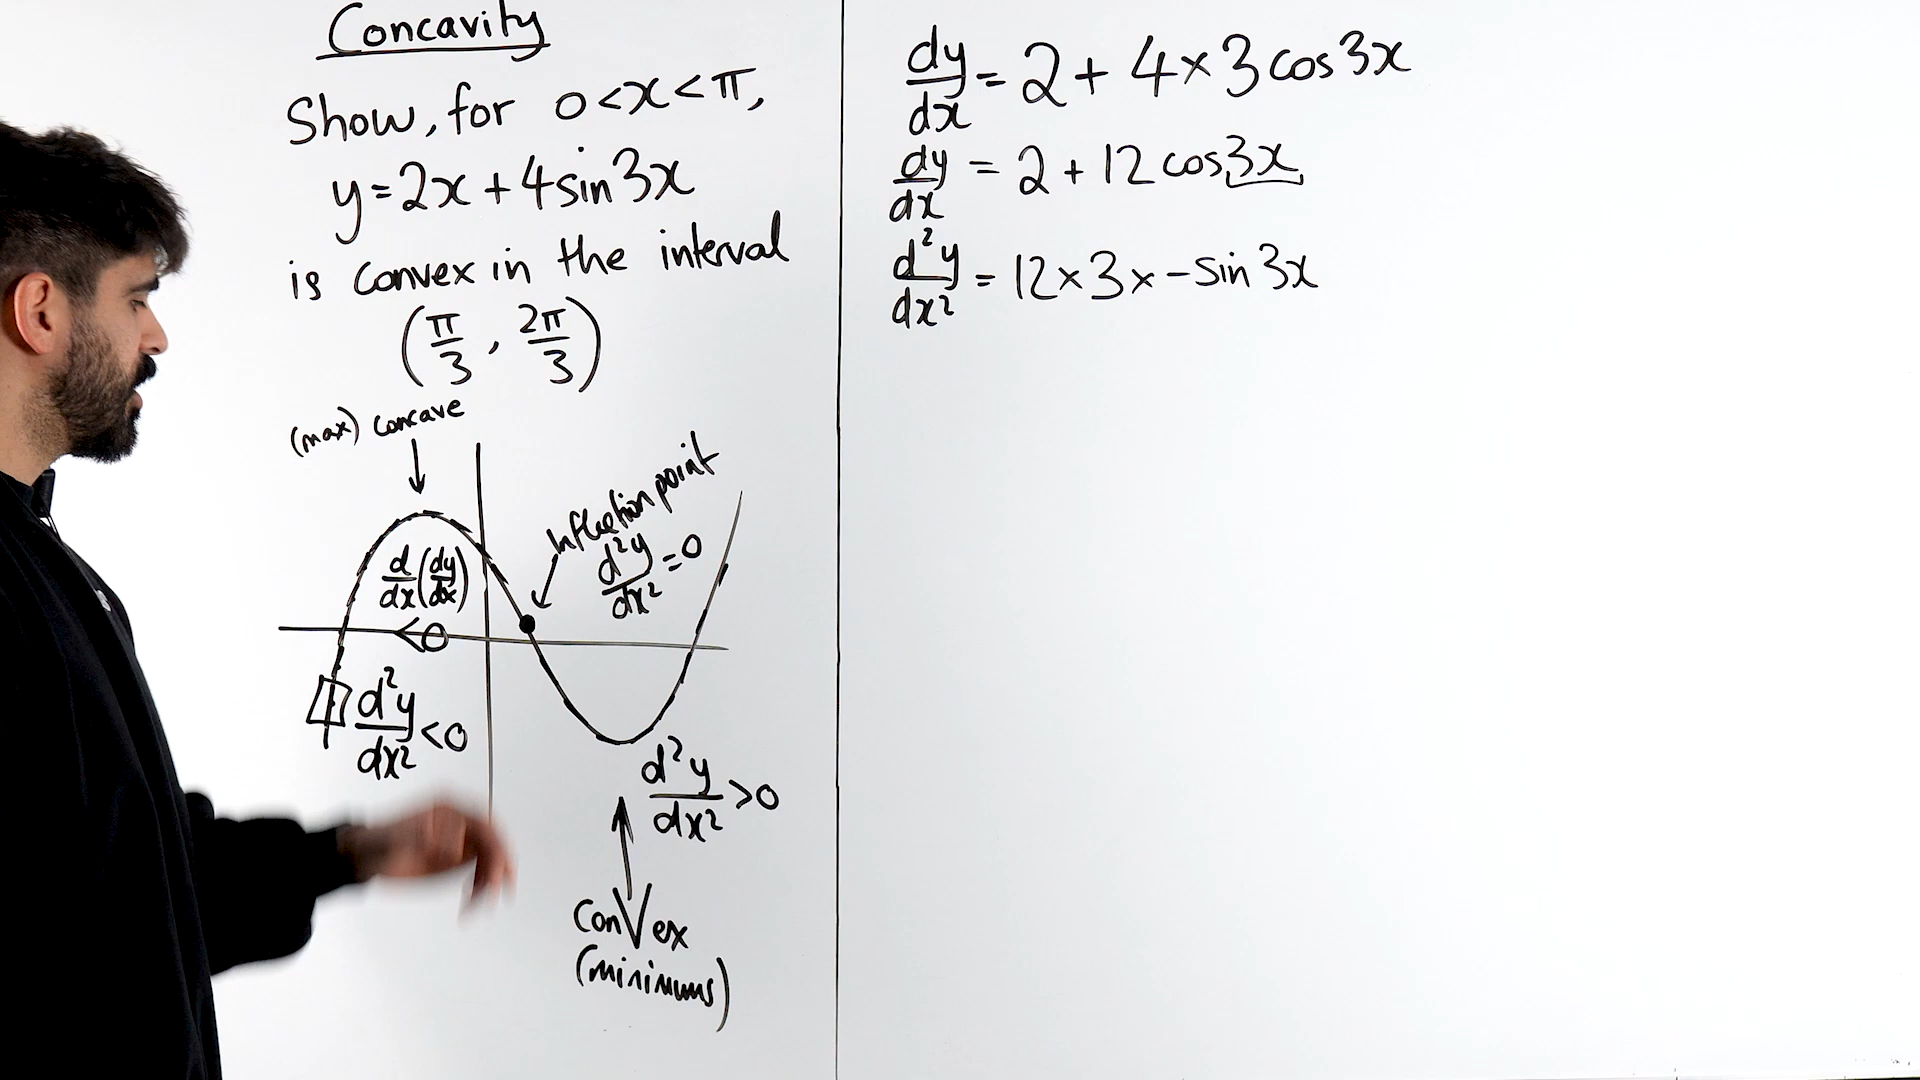 Concavity
Show, for 0<x<π,
y=2x+4sin3x
is convex in the interval
(π/3, 2π/3)
(max) concave
Inflection point
d²y/dx²=0
d/dx(dy/dx)
<0
d²y/dx²<0
d²y/dx²>0
conVex
(minimums)
dy/dx=2+4×3cos3x
dy/dx=2+12cos3x
d²y/dx²=12×3×-sin3x